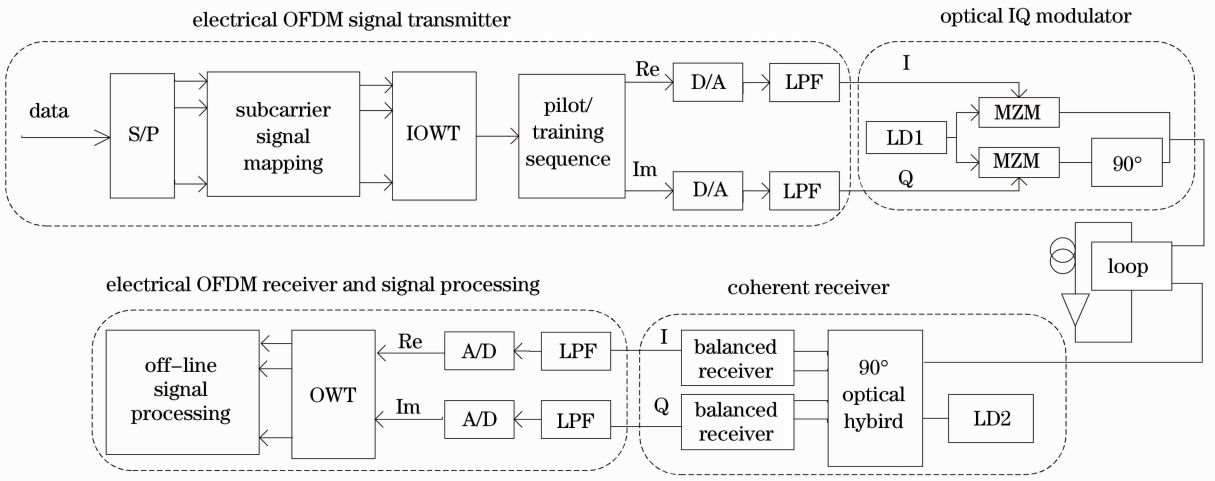 electrical OFDM signal transmitter
optical IQ modulator
data
S/P
subcarrier
signal
mapping
IOWT
pilot/
training
sequence
Re
D/A
LPF
Im
D/A
LPF
I
Q
LD1
MZM
MZM
90°
loop
electrical OFDM receiver and signal processing
coherent receiver
off-line
signal
processing
OWT
Re
A/D
LPF
Im
A/D
LPF
I
Q
balanced
receiver
balanced
receiver
90°
optical
hybird
LD2